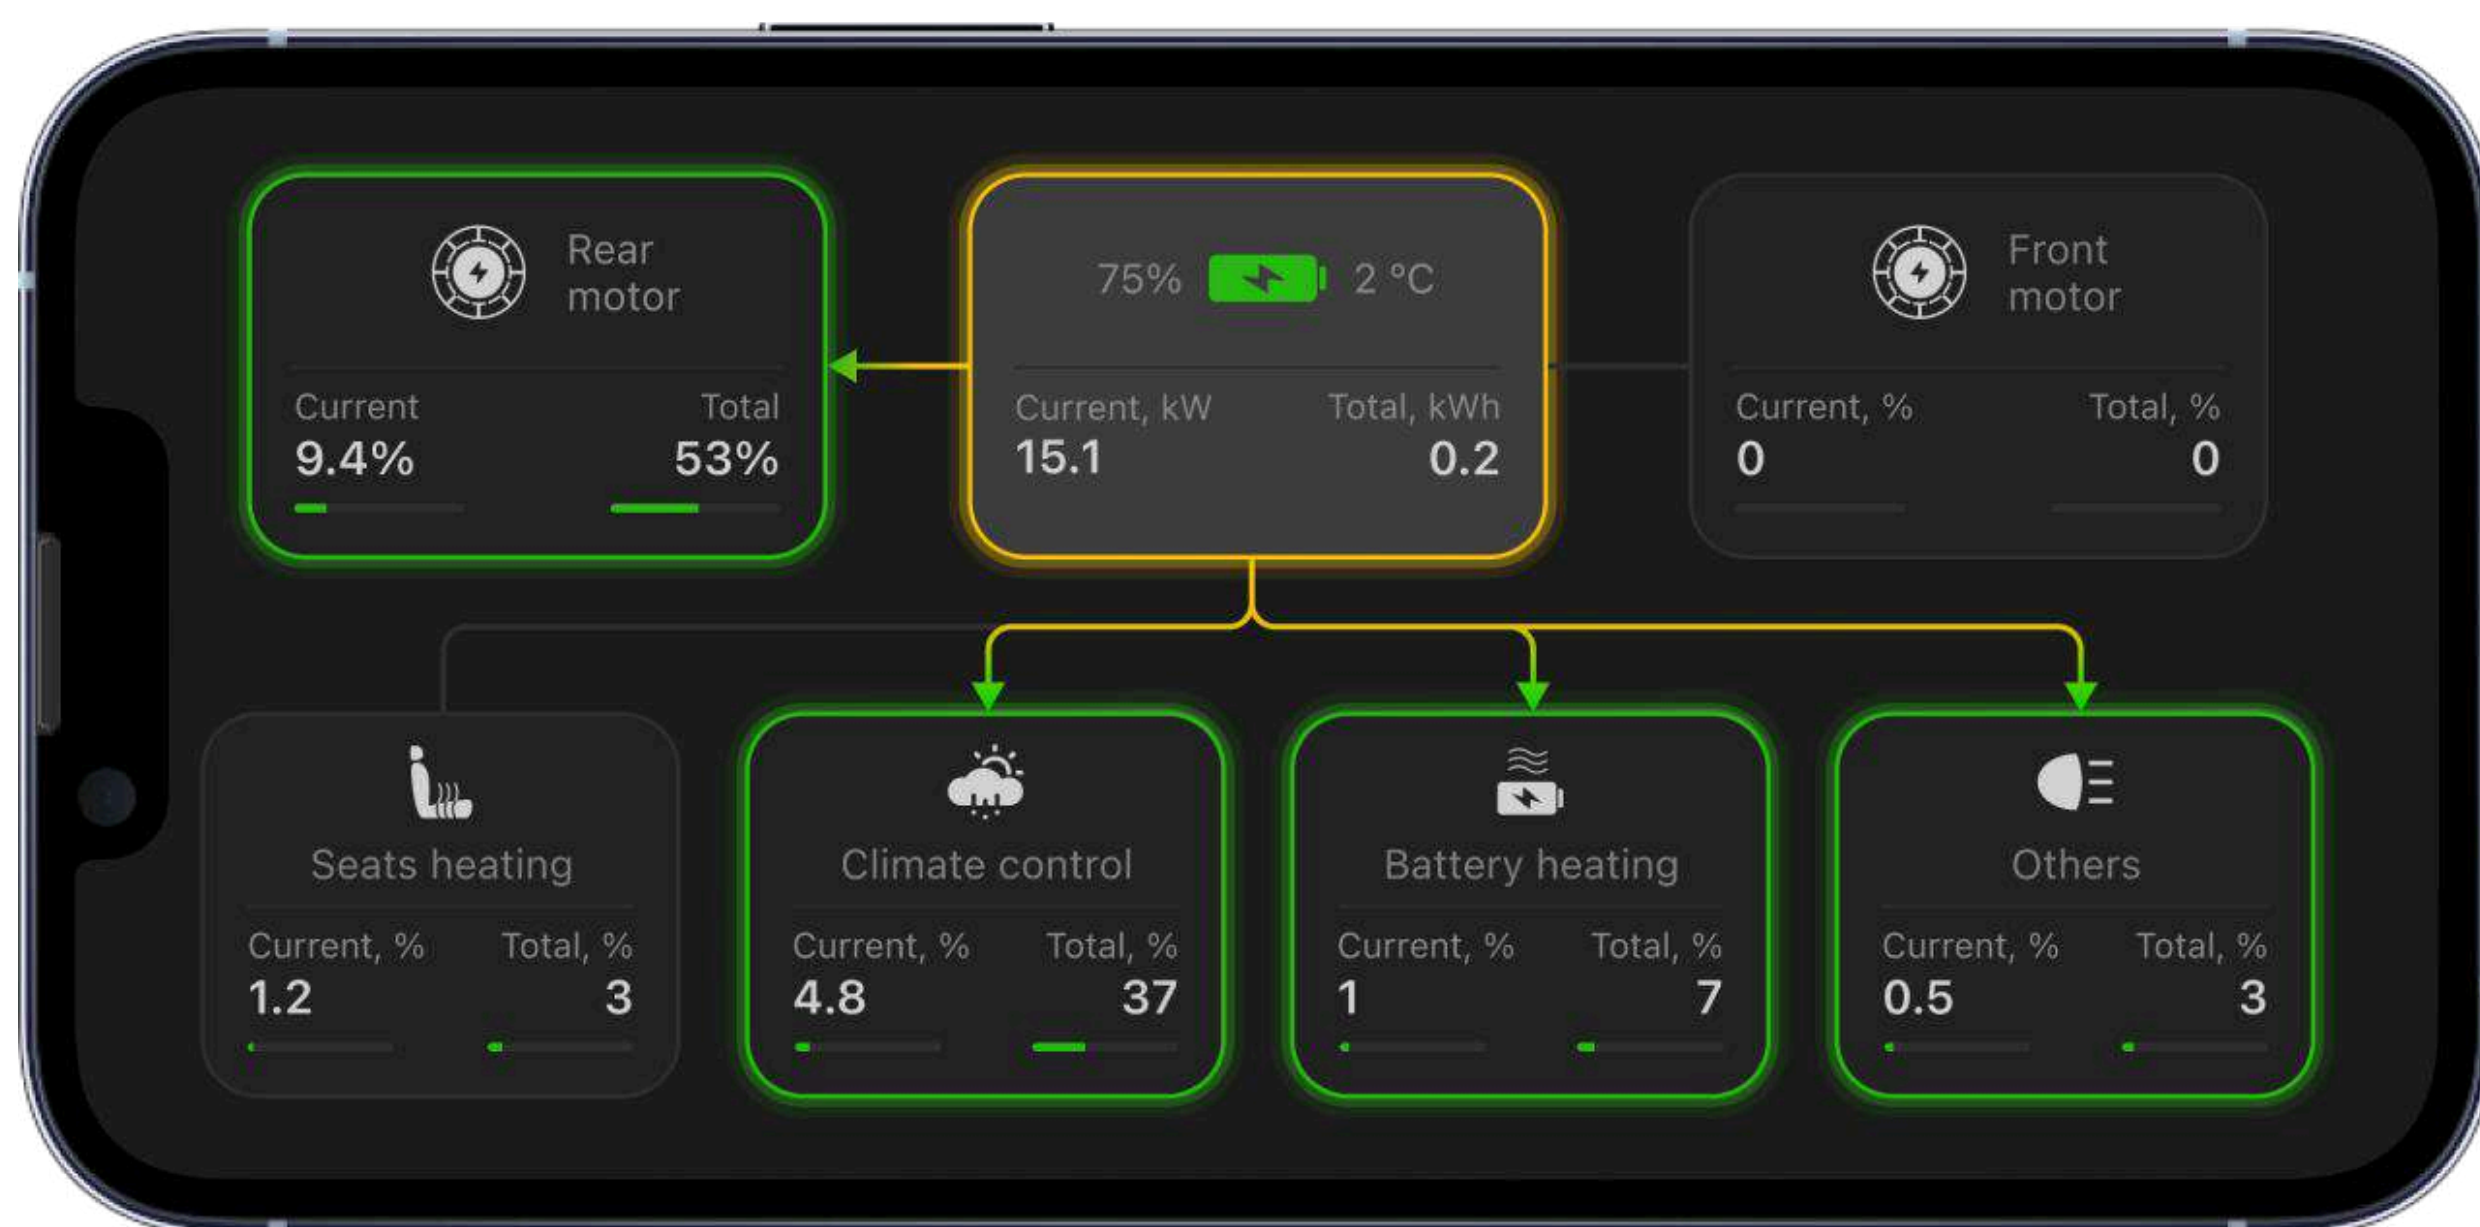 Rear
motor
Current
Total
9.4%
53%
75%
2 °C
Current, kW
Total, kWh
15.1
0.2
Front
motor
Current, %
Total, %
0
0
Seats heating
Current, %
Total, %
1.2
3
Climate control
Current, %
Total, %
4.8
37
Battery heating
Current, %
Total, %
1
7
Others
Current, %
Total, %
0.5
3